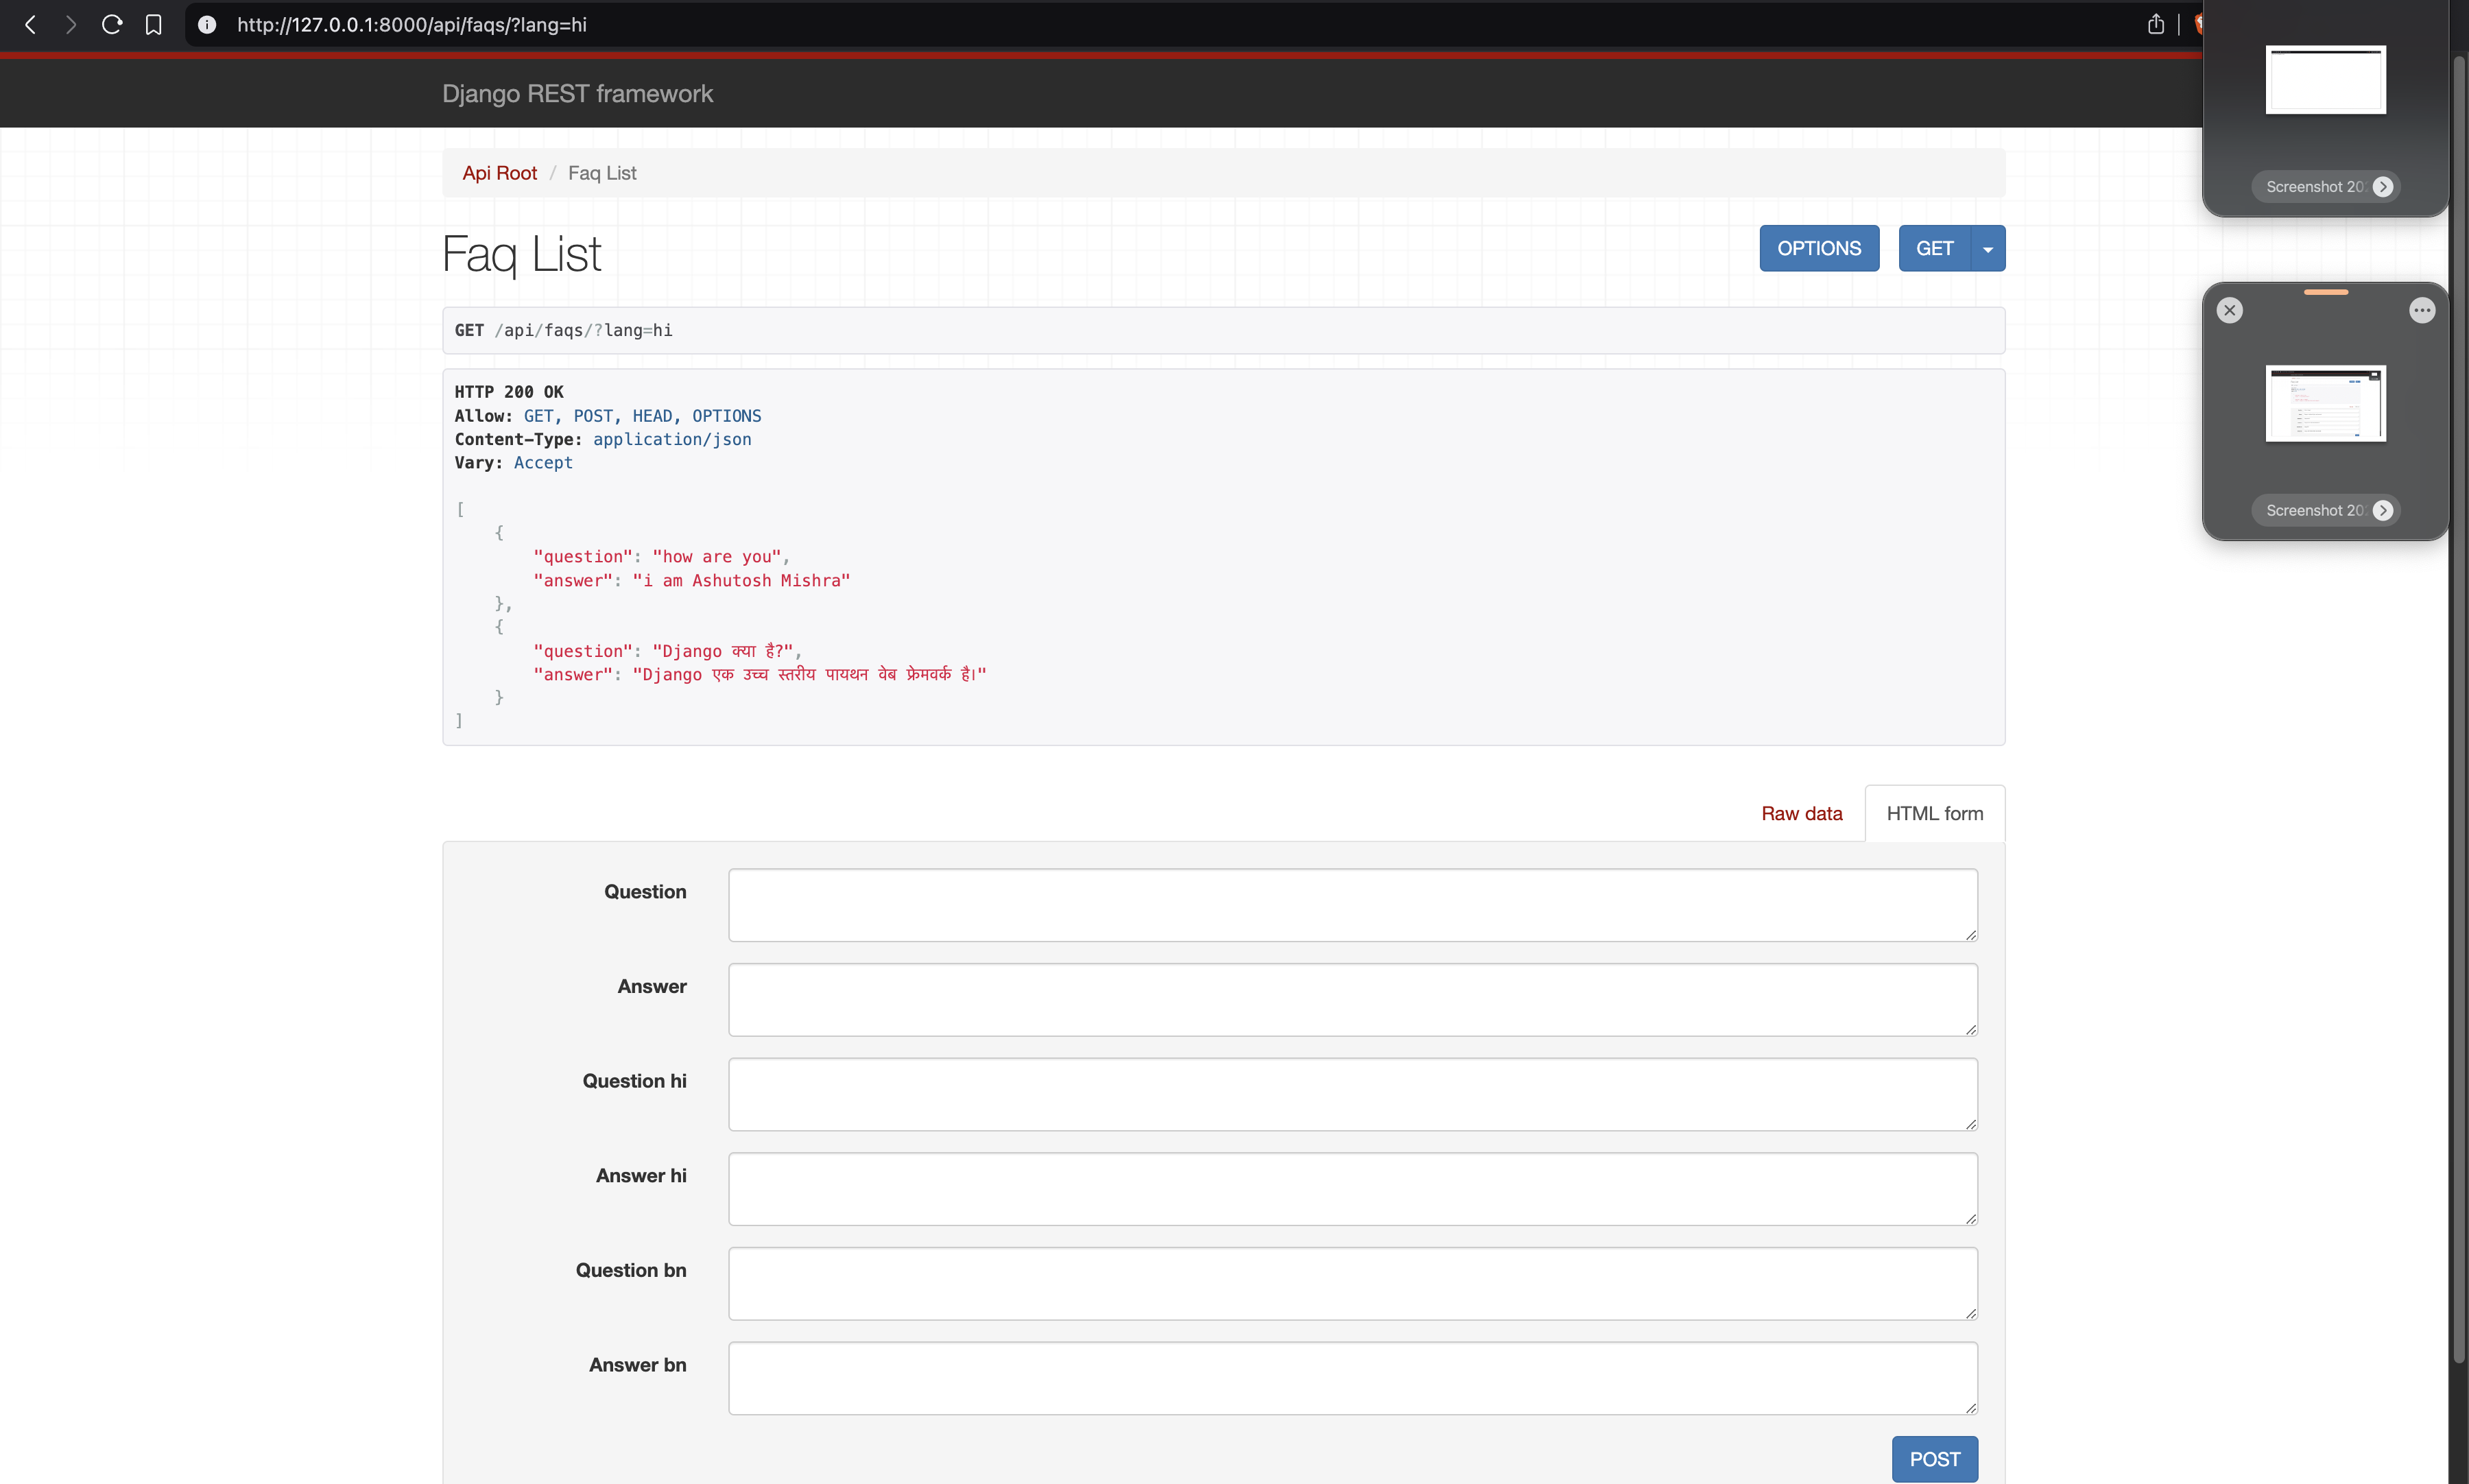 http://127.0.0.1:8000/api/faqs/?lang=hi
Django REST framework
Api Root / Faq List
Faq List
OPTIONS
GET
GET /api/faqs/?lang=hi
HTTP 200 OK
Allow: GET, POST, HEAD, OPTIONS
Content-Type: application/json
Vary: Accept
[
    {
        "question": "how are you",
        "answer": "i am Ashutosh Mishra"
    },
    {
        "question": "Django क्या है?",
        "answer": "Django एक उच्च स्तरीय पायथन वेब फ्रेमवर्क है।"
    }
]
Raw data
HTML form
Question
Answer
Question hi
Answer hi
Question bn
Answer bn
POST
Screenshot 20
Screenshot 20